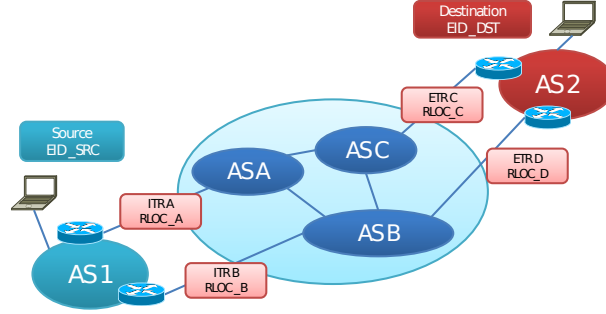 Destination
EID_DST
AS2
ETRC
RLOC_C
Source
EID_SRC
ASC
ASA
ETRD
RLOC_D
ITRA
RLOC_A
ASB
AS1
ITRB
RLOC_B